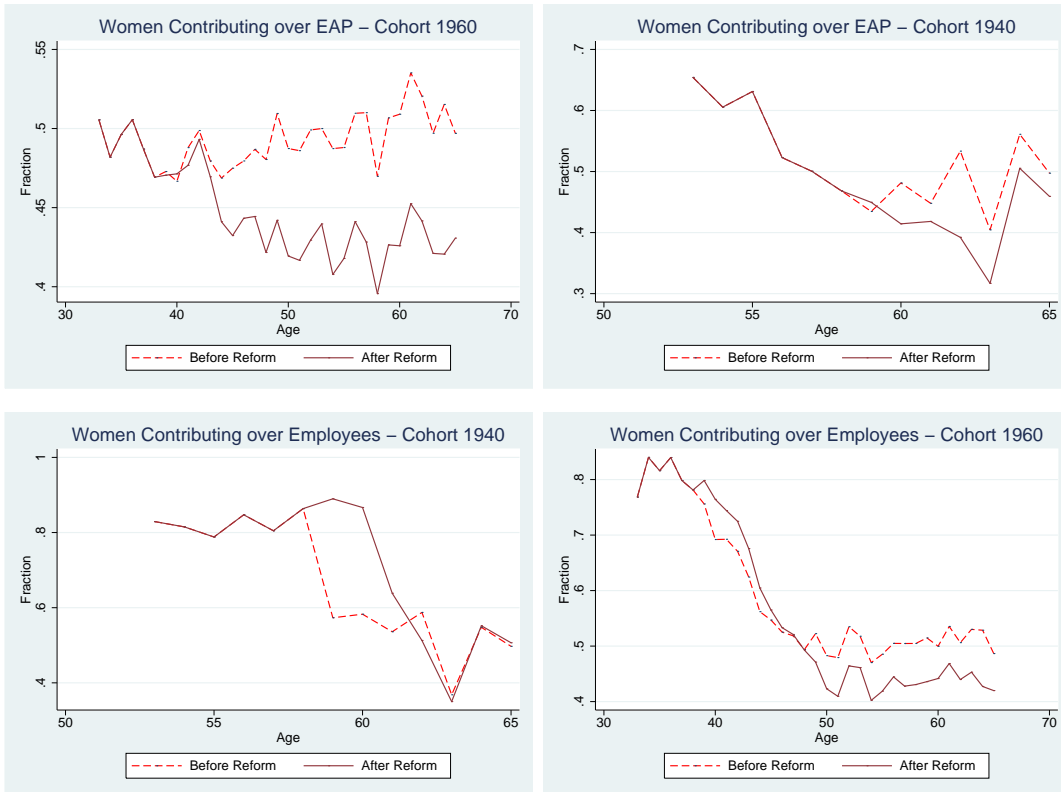 Women Contributing over EAP – Cohort 1960
.55
.5
.45
.4
Fraction
30 40 50 60 70
Age
Before Reform After Reform
Women Contributing over EAP – Cohort 1940
.7
.6
.5
.4
.3
Fraction
50 55 60 65
Age
Before Reform After Reform
Women Contributing over Employees – Cohort 1940
1
.8
.6
.4
Fraction
50 55 60 65
Age
Before Reform After Reform
Women Contributing over Employees – Cohort 1960
.8
.7
.6
.5
.4
Fraction
30 40 50 60 70
Age
Before Reform After Reform